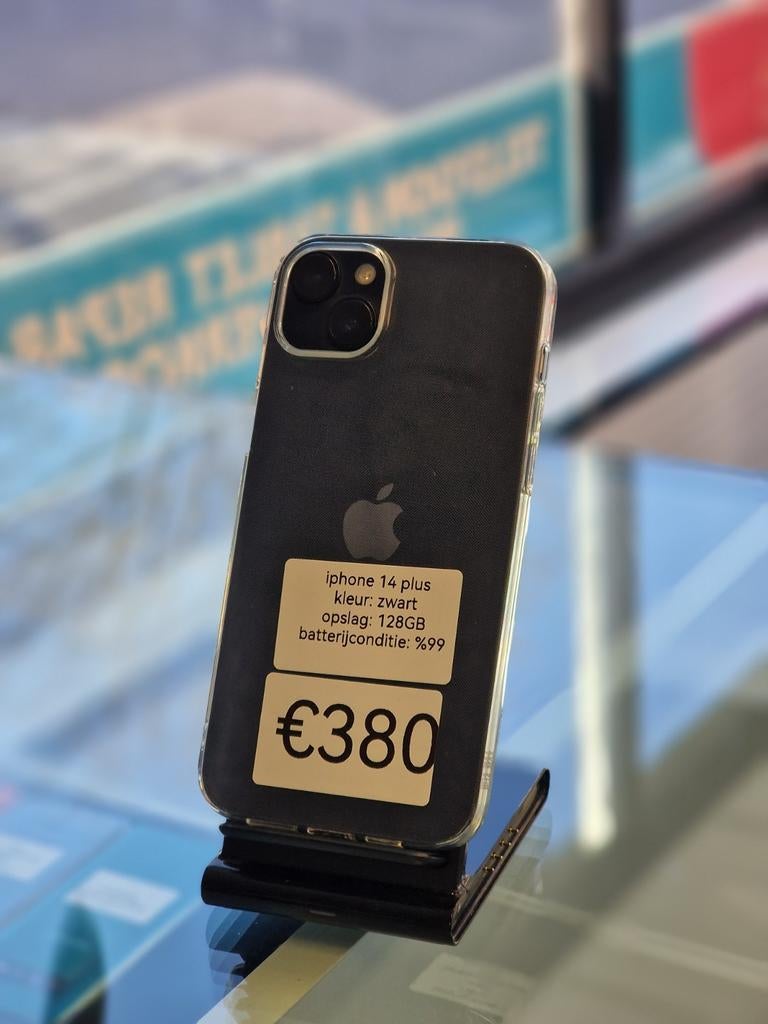 iphone 14 plus
kleur: zwart
opslag: 128GB
batterijconditie: %99
€380